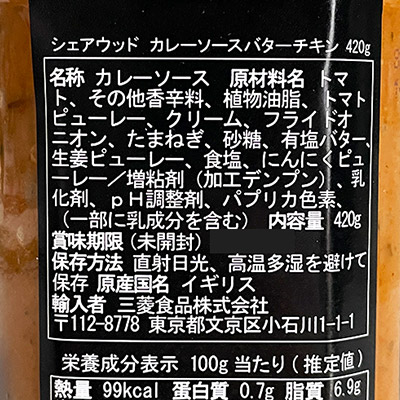 シェアウッド カレーソースバターチキン 420g
名称 カレーソース 原材料名 トマ
ト、その他香辛料、植物油脂、トマト
ピューレー、クリーム、フライドオ
ニオン、たまねぎ、砂糖、有塩バター、
生姜ピューレー、食塩、にんにくピュ
ーレー／増粘剤（加工デンプン）、乳
化剤、ｐＨ調整剤、パプリカ色素、
（一部に乳成分を含む） 内容量 420g
賞味期限（未開封）
保存方法 直射日光、高温多湿を避けて
保存 原産国名 イギリス
輸入者 三菱食品株式会社
〒112-8778 東京都文京区小石川1-1-1
栄養成分表示 100g当たり（推定値）
熱量 99kcal 蛋白質 0.7g 脂質 6.9g